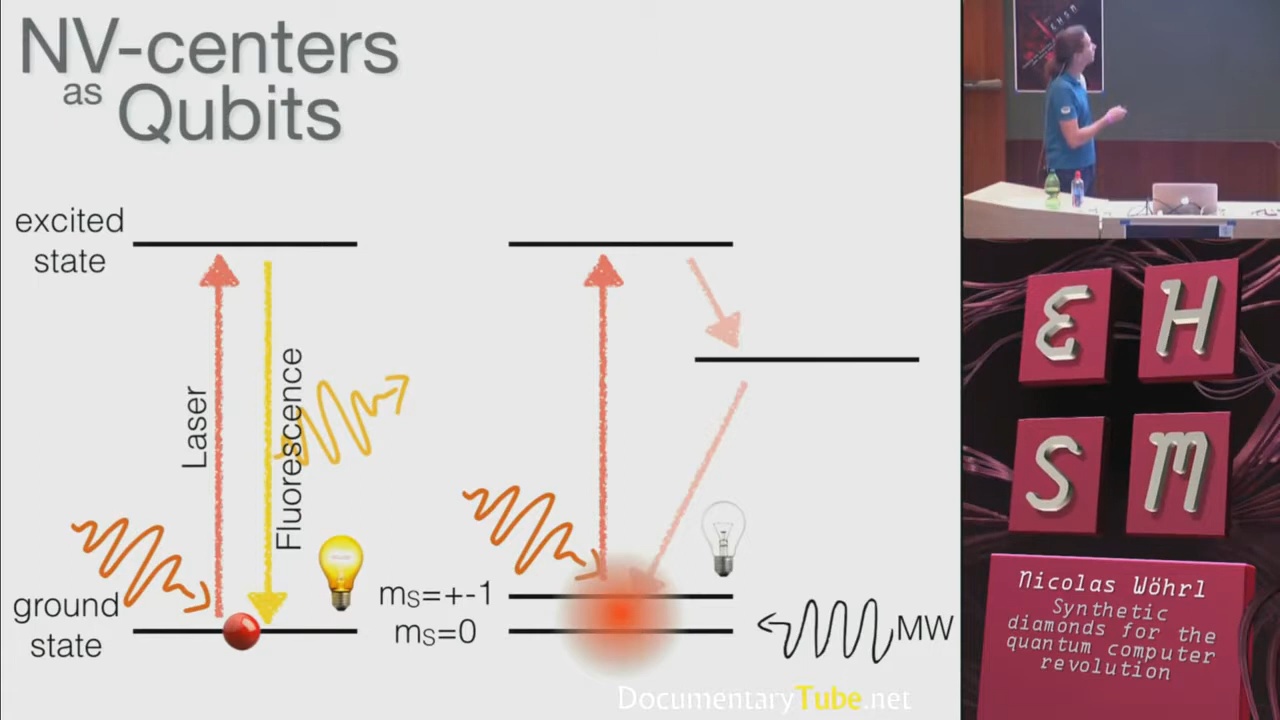 NV-centers
as Qubits
excited
state
Laser
Fluorescence
ground
state
mS=+-1
mS=0
MW
DocumentaryTube.net
EHSM
E H
S M
Nicolas Wöhrl
Synthetic
diamonds for the
quantum computer
revolution